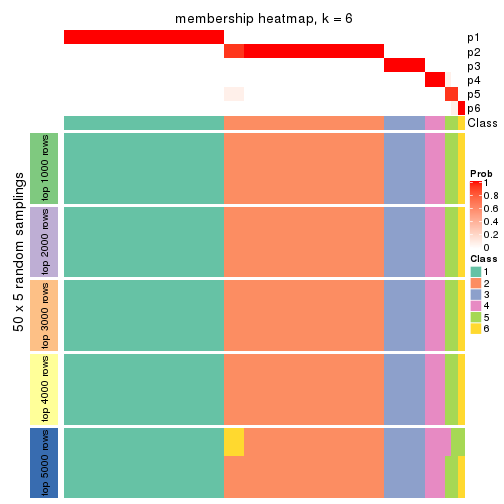 membership heatmap, k = 6
p1
p2
p3
p4
p5
p6
Class
50 x 5 random samplings
top 1000 rows
top 2000 rows
top 3000 rows
top 4000 rows
top 5000 rows
Prob
1
0.8
0.6
0.4
0.2
0
Class
1
2
3
4
5
6